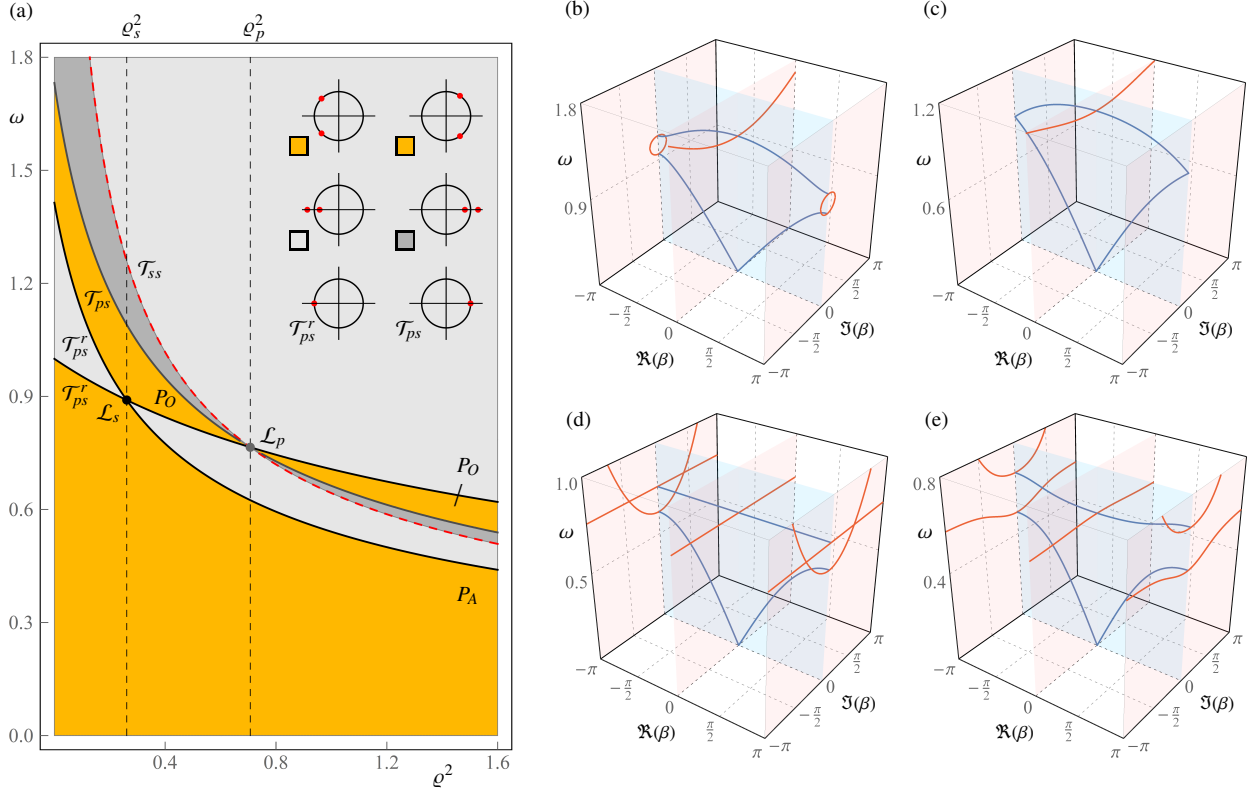 (a)
ϱ_s^2
ϱ_p^2
ω
1.8
1.5
1.2
0.9
0.6
0.3
0.0
0.4
0.8
1.2
1.6
ϱ^2
𝒯_ss
𝒯_ps
𝒯_ps^r
𝒯_ps^r
P_O
ℒ_s
ℒ_p
P_O
P_A
𝒯_ps^r
𝒯_ps
(b)
1.8
ω
0.9
−π
−π/2
0
π/2
π
ℜ(β)
−π
−π/2
0
π/2
π
ℑ(β)
(c)
1.2
ω
0.6
−π
−π/2
0
π/2
π
ℜ(β)
−π
−π/2
0
π/2
π
ℑ(β)
(d)
1.0
ω
0.5
−π
−π/2
0
π/2
π
ℜ(β)
−π
−π/2
0
π/2
π
ℑ(β)
(e)
0.8
ω
0.4
−π
−π/2
0
π/2
π
ℜ(β)
−π
−π/2
0
π/2
π
ℑ(β)